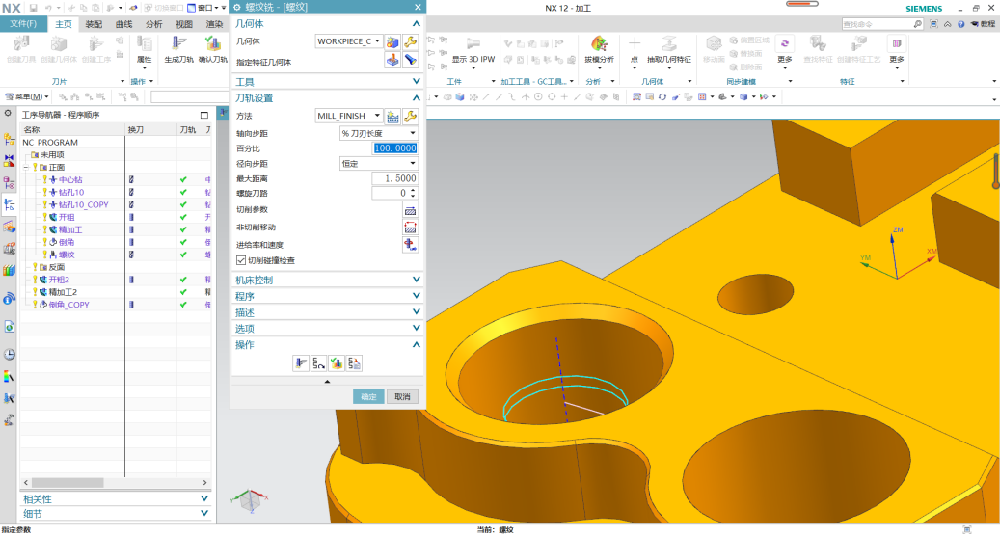 NX
切换窗口 窗口
NX 12 - 加工
SIEMENS
文件(F) 主页 装配 曲线 分析 视图 渲染
查找命令
教程
创建刀具 创建几何体 创建工序 属性 生成刀轨 确认刀轨
显示 3D IPW 拔模分析 点 抽取几何特征 移动面 偏置区域 替换面 删除面 更多 查找特征 创建特征工艺 更多
刀片 操作 工件 加工工具 - GC工具... 分析 几何体 同步建模 特征
菜单(M)
工序导航器 - 程序顺序
名称 换刀 刀轨
NC_PROGRAM
未用项
正面
中心钻
钻孔10
钻孔10_COPY
开粗
精加工
倒角
螺纹
反面
开粗2
精加工2
倒角_COPY
相关性
细节
螺纹铣 - [螺纹]
几何体
几何体 WORKPIECE_C
指定特征几何体
工具
刀轨设置
方法 MILL_FINISH
轴向步距 % 刀刃长度
百分比 100.0000
径向步距 恒定
最大距离 1.5000
螺旋刀路 0
切削参数
非切削移动
进给率和速度
切削碰撞检查
机床控制
程序
描述
选项
操作
确定 取消
ZM
YM
XM
指定参数
当前: 螺纹